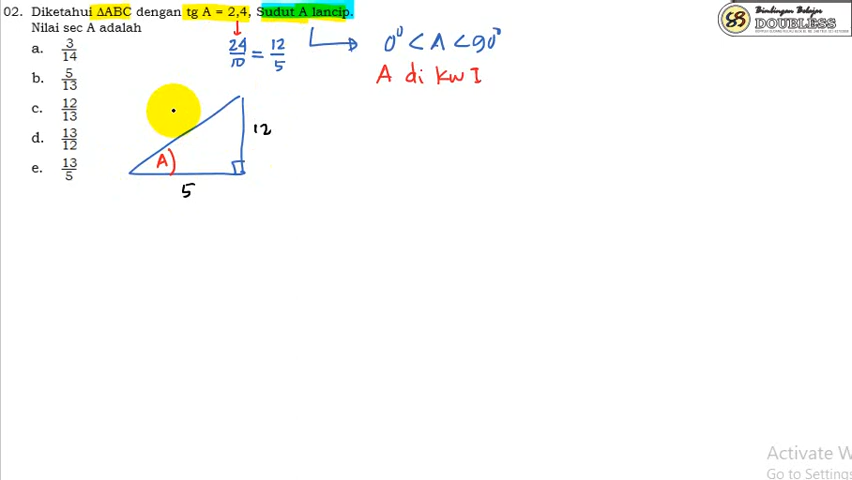 02. Diketahui ΔABC dengan tg A = 2,4, Sudut A lancip.
Nilai sec A adalah
a. 3/14
b. 5/13
c. 12/13
d. 13/12
e. 13/5
24/10 = 12/5
0° < A < 90°
A di kw I
A
12
5
Bimbingan Belajar
DOUBLESS
Activate W
Go to Settings